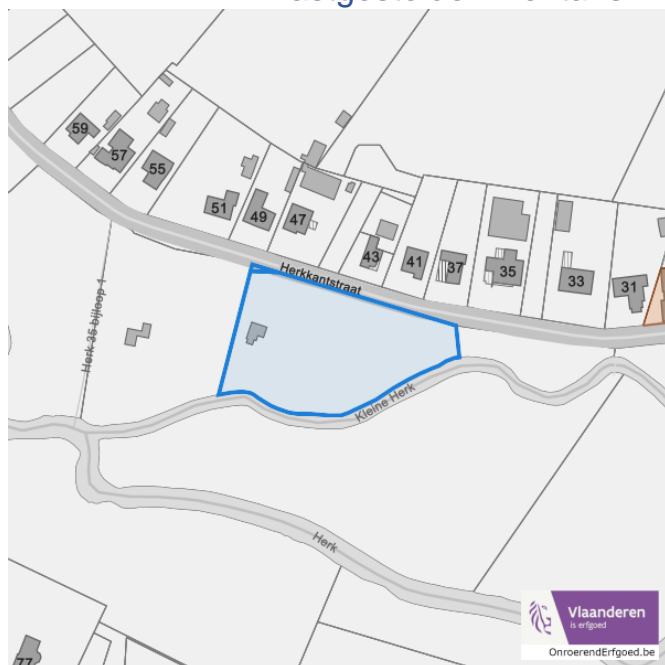 59
57
55
51
49
47
43
41
37
35
33
31
Herkkantstraat
Herk 35 bijloop 1
Kleine Herk
Herk
77
Vlaanderen
is erfgoed
OnroerendErfgoed.be